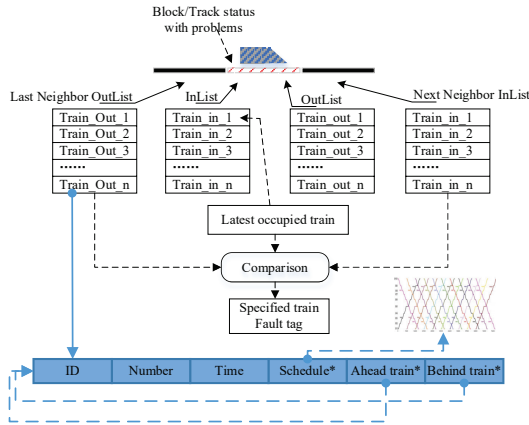 Block/Track status
with problems
Last Neighbor OutList
InList
OutList
Next Neighbor InList
Train_Out_1
Train_Out_2
Train_Out_3
······
Train_Out_n
Train_in_1
Train_in_2
Train_in_3
······
Train_in_n
Train_out_1
Train_out_2
Train_out_3
······
Train_out_n
Train_in_1
Train_in_2
Train_in_3
······
Train_in_n
Latest occupied train
Comparison
Specified train
Fault tag
ID
Number
Time
Schedule*
Ahead train*
Behind train*